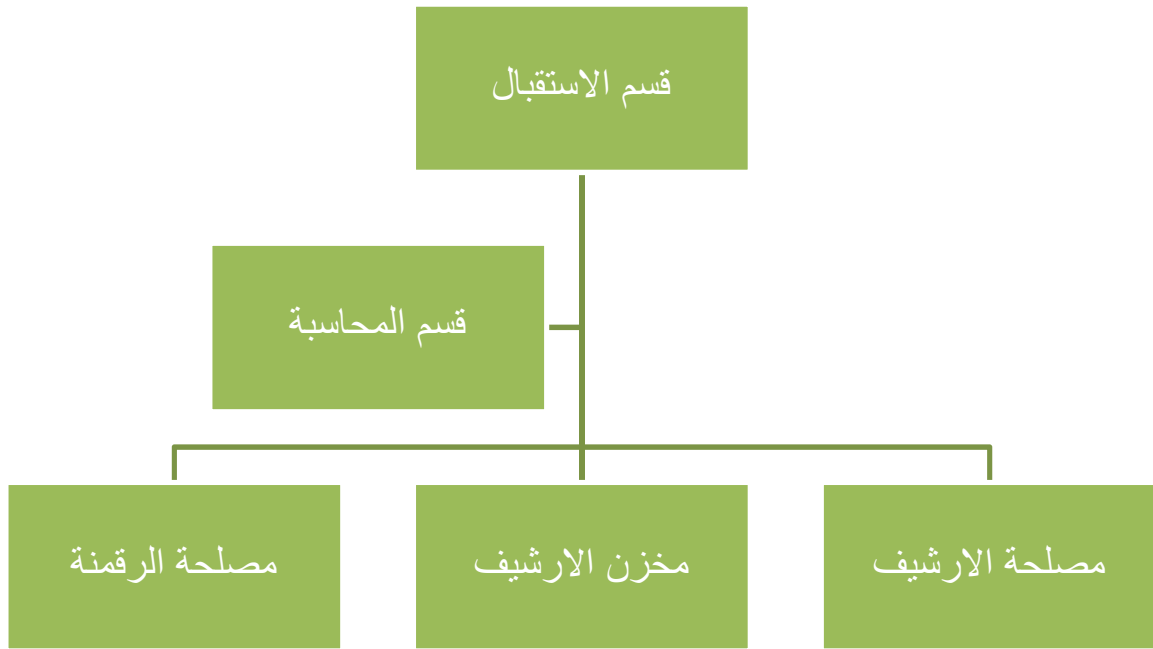 قسم الاستقبال
قسم المحاسبة
مصلحة الارشيف
مخزن الارشيف
مصلحة الرقمنة